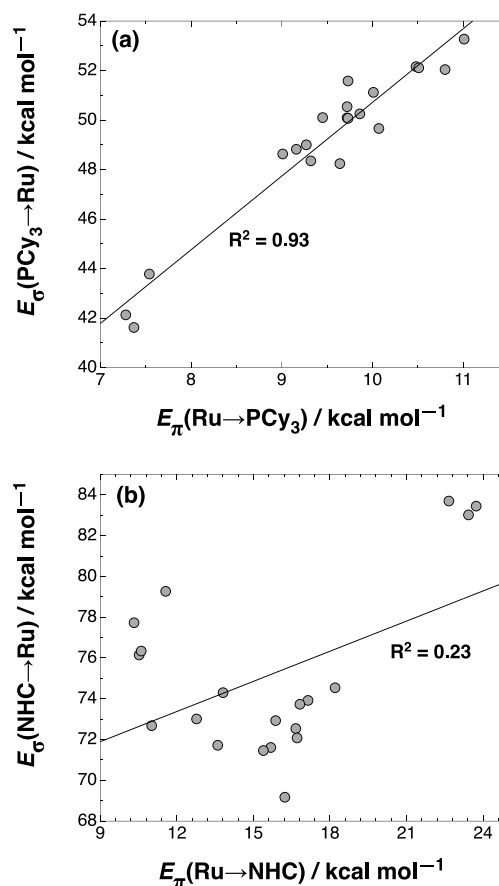 (a)
54
52
50
48
46
44
42
40
E_σ(PCy₃→Ru) / kcal mol⁻¹
R² = 0.93
7 8 9 10 11
E_π(Ru→PCy₃) / kcal mol⁻¹
(b)
84
82
80
78
76
74
72
70
68
E_σ(NHC→Ru) / kcal mol⁻¹
R² = 0.23
9 12 15 18 21 24
E_π(Ru→NHC) / kcal mol⁻¹